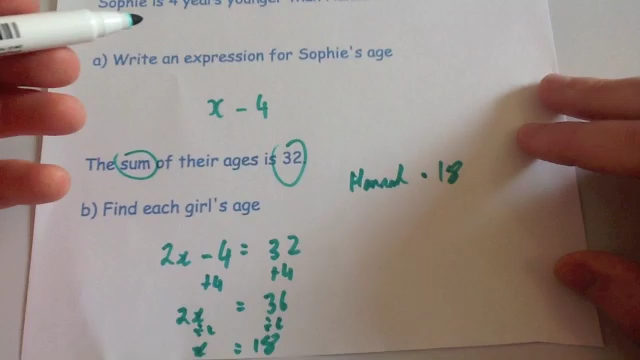 Sophie is 4 years younger than
a) Write an expression for Sophie's age
x - 4
The sum of their ages is 32
Hannah = 18
b) Find each girl's age
2x - 4 = 32
+4 +4
2x = 36
÷2 ÷2
x = 18